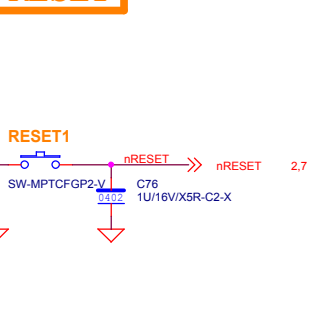 RESET1
nRESET
nRESET 2,7
SW-MPTCFGP2-V
C76
0402
1U/16V/X5R-C2-X